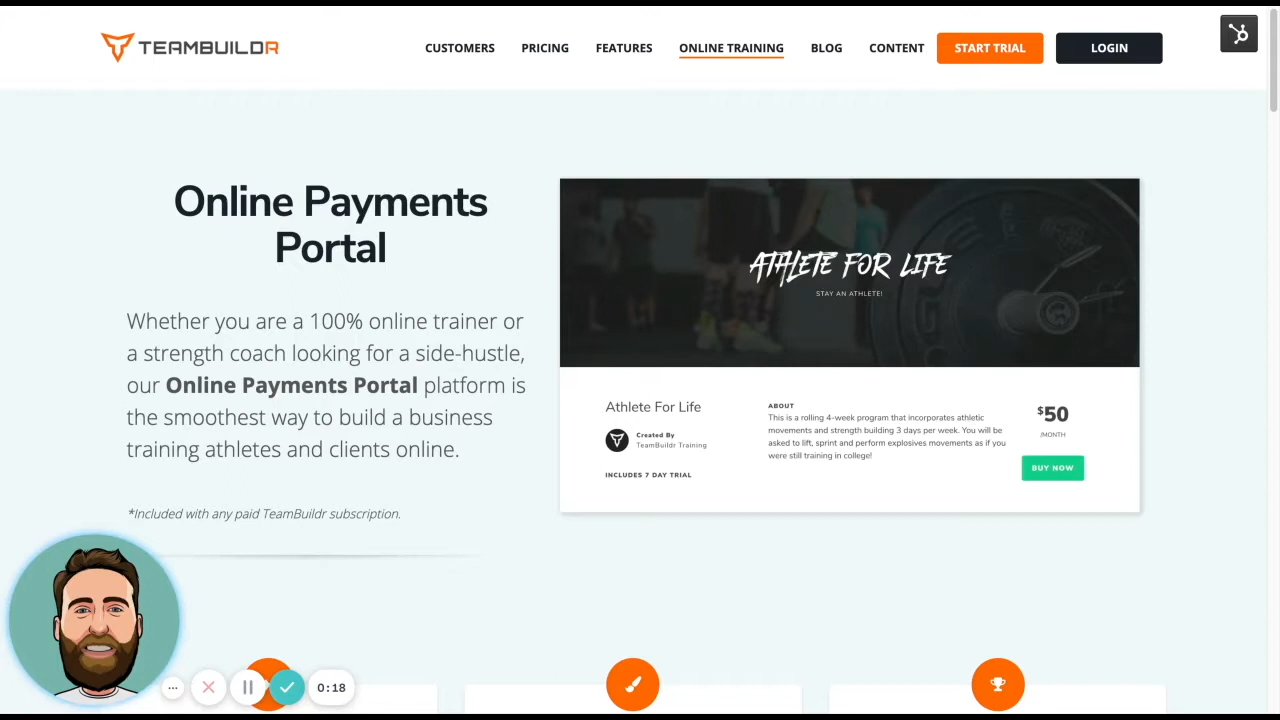 TEAMBUILDR
CUSTOMERS
PRICING
FEATURES
ONLINE TRAINING
BLOG
CONTENT
START TRIAL
LOGIN
Online Payments
Portal
Whether you are a 100% online trainer or
a strength coach looking for a side-hustle,
our Online Payments Portal platform is
the smoothest way to build a business
training athletes and clients online.
*Included with any paid TeamBuildr subscription.
ATHLETE FOR LIFE
STAY AN ATHLETE!
Athlete For Life
Created By
TeamBuildr Training
INCLUDES 7 DAY TRIAL
ABOUT
This is a rolling 4-week program that incorporates athletic
movements and strength building 3 days per week. You will be
asked to lift, sprint and perform explosives movements as if you
were still training in college!
$50
/MONTH
BUY NOW
0:18